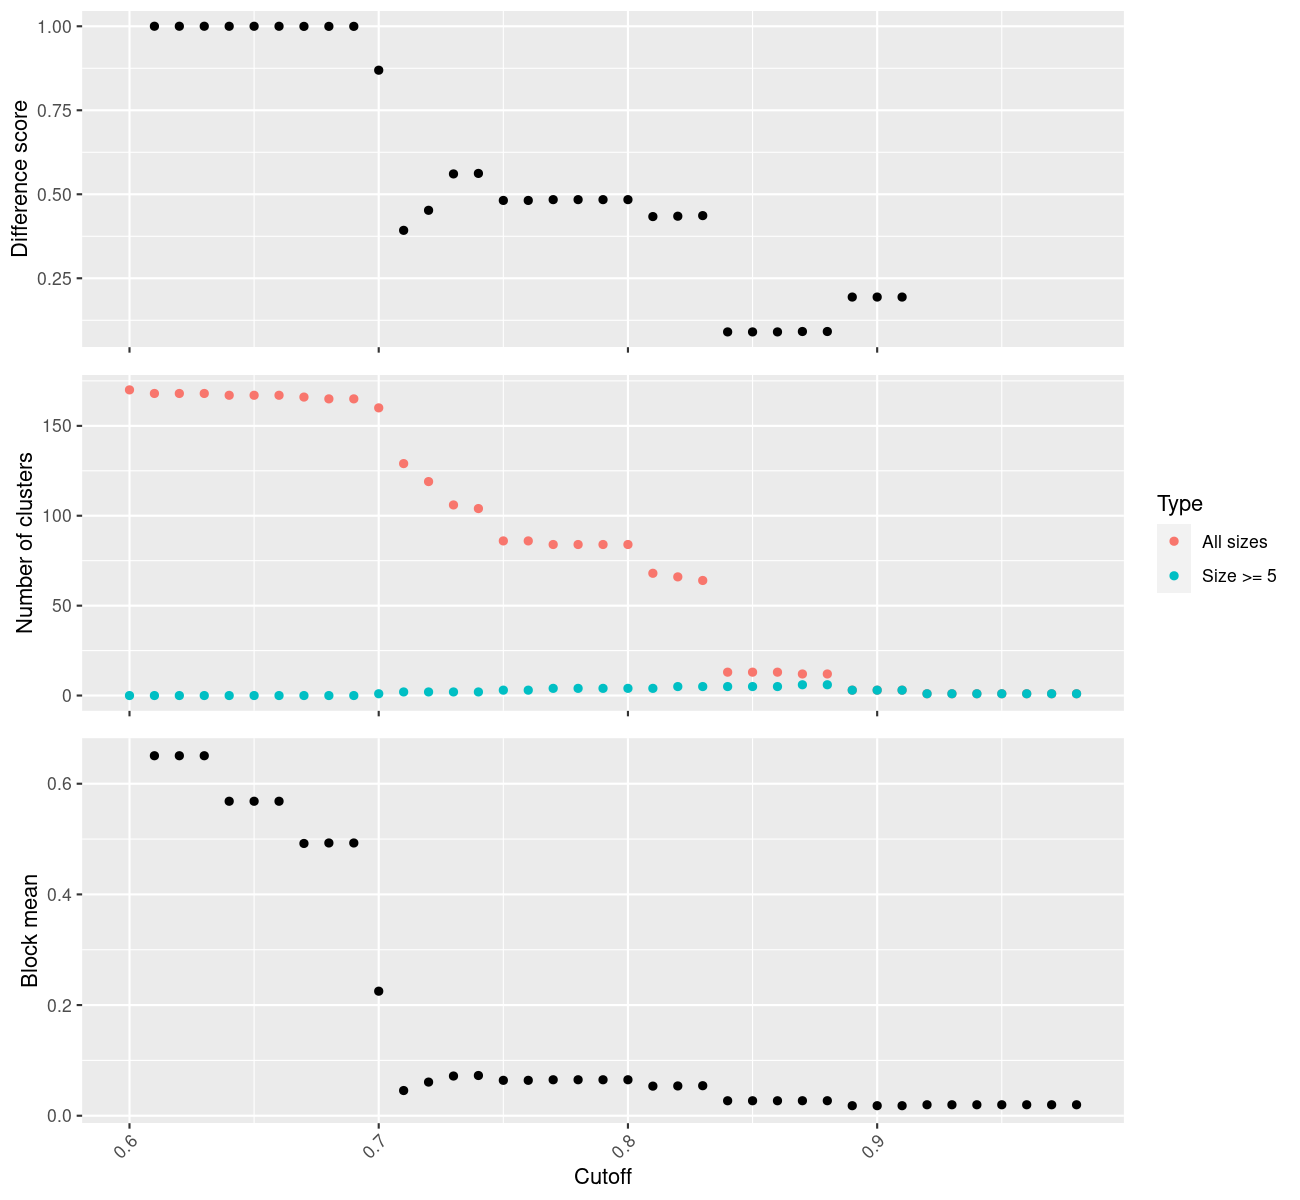 Difference score
1.00
0.75
0.50
0.25
Number of clusters
150
100
50
0
Type
All sizes
Size >= 5
Block mean
0.6
0.4
0.2
0.0
0.6 0.7 0.8 0.9
Cutoff